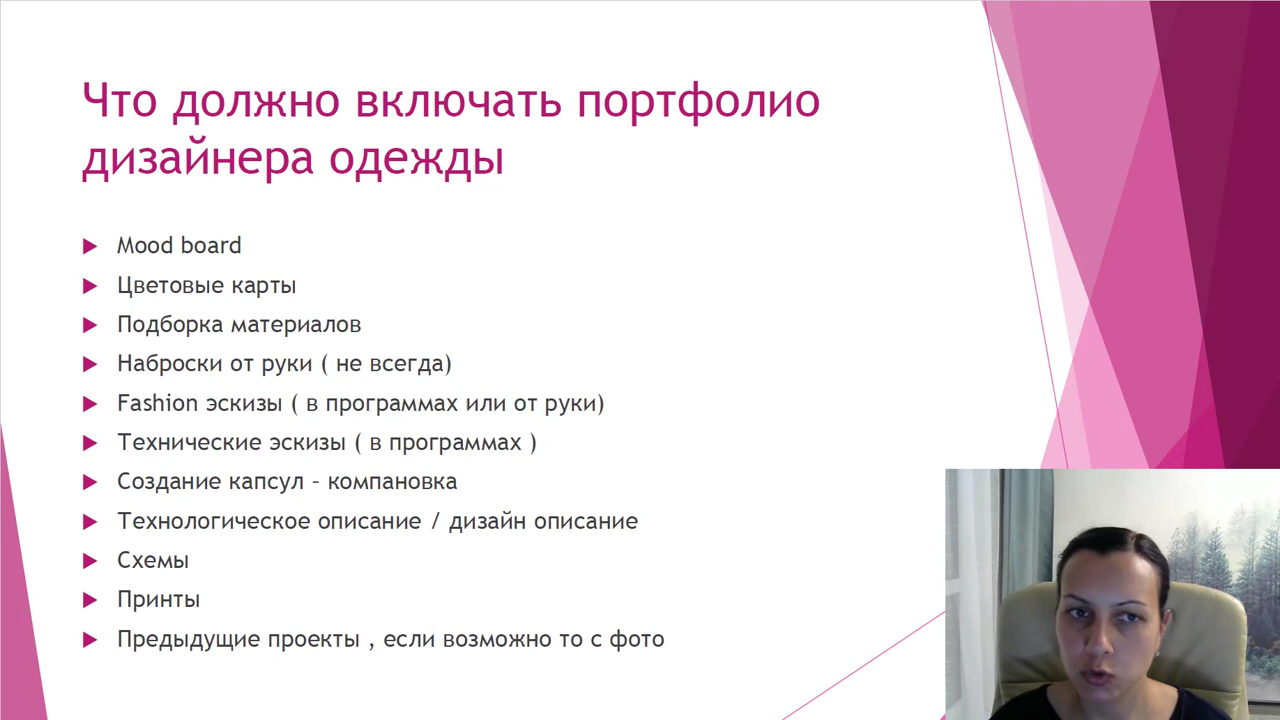 Что должно включать портфолио
дизайнера одежды
Mood board
Цветовые карты
Подборка материалов
Наброски от руки ( не всегда)
Fashion эскизы ( в программах или от руки)
Технические эскизы ( в программах )
Создание капсул – компановка
Технологическое описание / дизайн описание
Схемы
Принты
Предыдущие проекты , если возможно то с фото